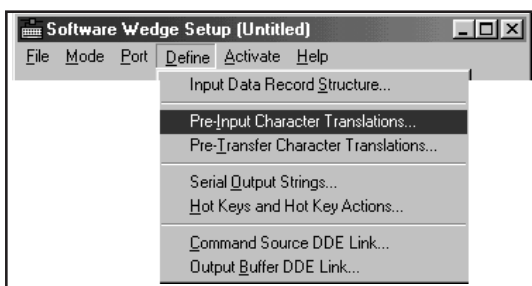 Software Wedge Setup (Untitled)
File Mode Port Define Activate Help
Input Data Record Structure...
Pre-Input Character Translations...
Pre-Transfer Character Translations...
Serial Output Strings...
Hot Keys and Hot Key Actions...
Command Source DDE Link...
Output Buffer DDE Link...